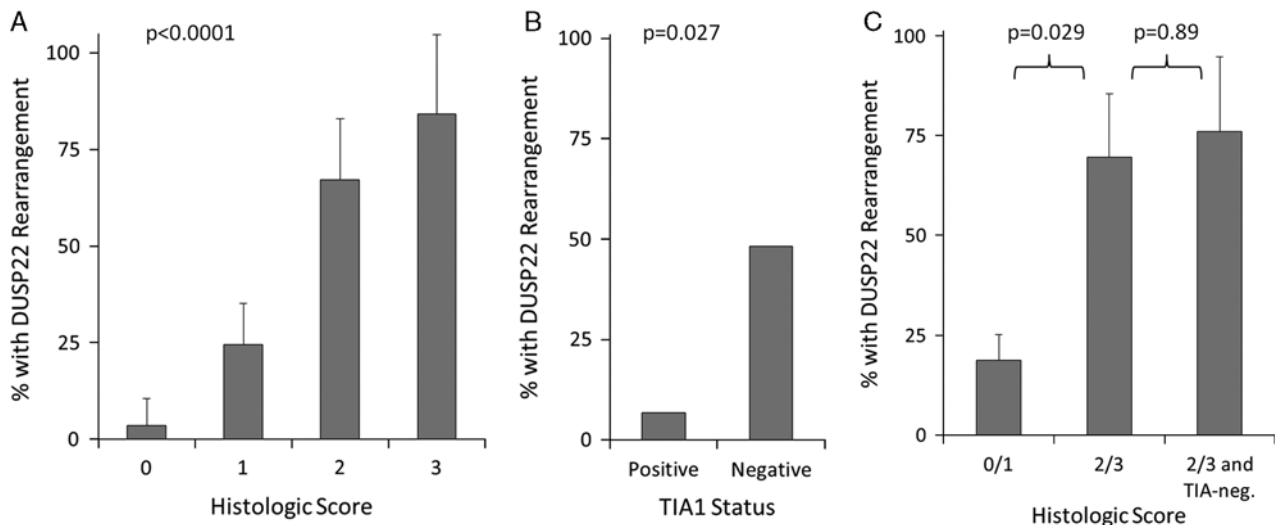 A
p<0.0001
% with DUSP22 Rearrangement
100
75
50
25
0
0 1 2 3
Histologic Score
B
p=0.027
% with DUSP22 Rearrangement
100
75
50
25
0
Positive Negative
TIA1 Status
C
p=0.029 p=0.89
% with DUSP22 Rearrangement
100
75
50
25
0
0/1 2/3 2/3 and
TIA-neg.
Histologic Score